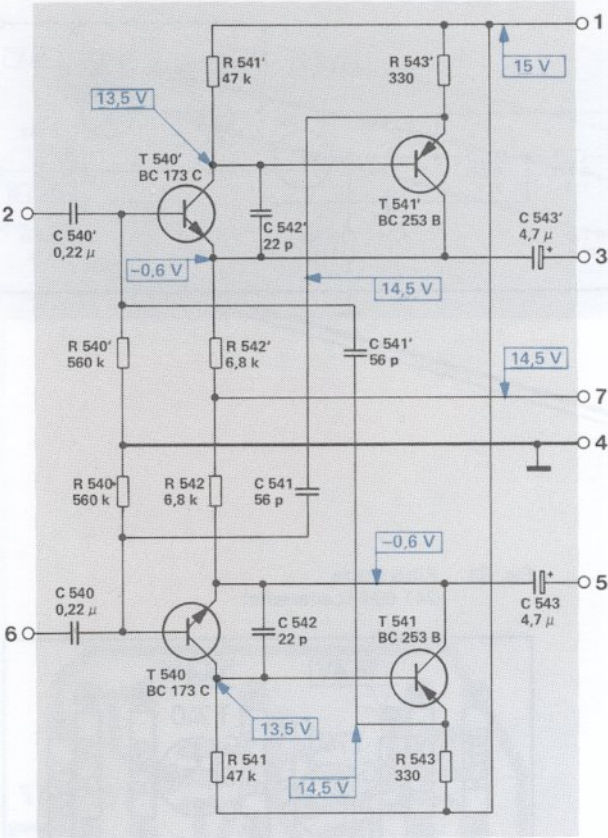 1
R 541'
47 k
R 543'
330
15 V
13,5 V
T 540'
BC 173 C
T 541'
BC 253 B
2
C 540'
0,22 µ
C 542'
22 p
C 543'
4,7 µ
3
–0,6 V
14,5 V
R 540'
560 k
R 542'
6,8 k
C 541'
56 p
14,5 V
7
4
R 540
560 k
R 542
6,8 k
C 541
56 p
–0,6 V
5
C 540
0,22 µ
6
C 542
22 p
T 541
BC 253 B
C 543
4,7 µ
T 540
BC 173 C
13,5 V
R 541
47 k
14,5 V
R 543
330